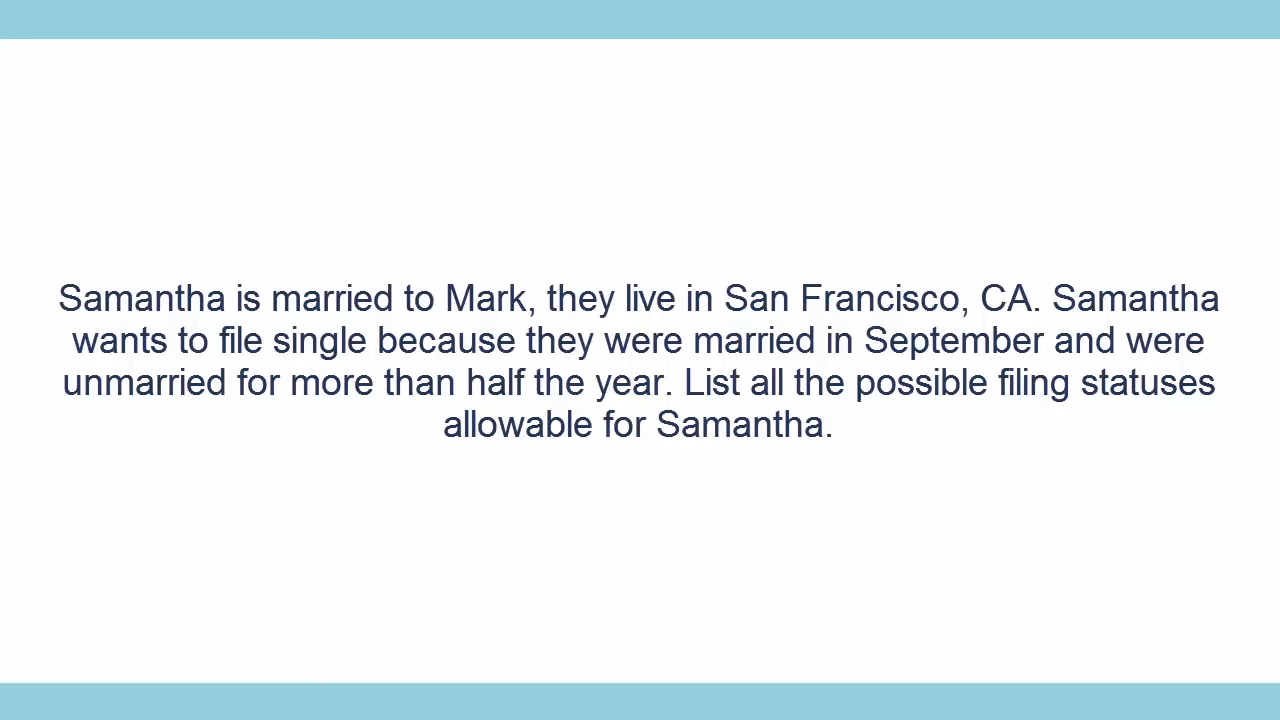 Samantha is married to Mark, they live in San Francisco, CA. Samantha
wants to file single because they were married in September and were
unmarried for more than half the year. List all the possible filing statuses
allowable for Samantha.